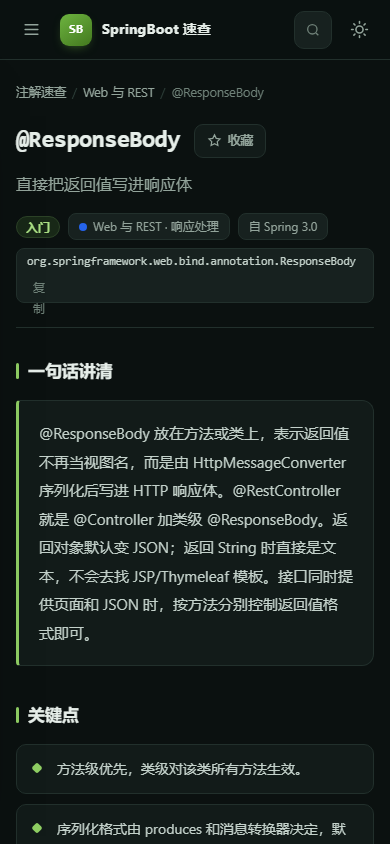 SB SpringBoot 速查
注解速查 / Web 与 REST / @ResponseBody
@ResponseBody 收藏
直接把返回值写进响应体
入门 Web 与 REST · 响应处理 自 Spring 3.0
org.springframework.web.bind.annotation.ResponseBody
复
制
一句话讲清
@ResponseBody 放在方法或类上，表示返回值
不再当视图名，而是由 HttpMessageConverter
序列化后写进 HTTP 响应体。@RestController
就是 @Controller 加类级 @ResponseBody。返
回对象默认变 JSON；返回 String 时直接是文
本，不会去找 JSP/Thymeleaf 模板。接口同时提
供页面和 JSON 时，按方法分别控制返回值格
式即可。
关键点
方法级优先，类级对该类所有方法生效。
序列化格式由 produces 和消息转换器决定，默